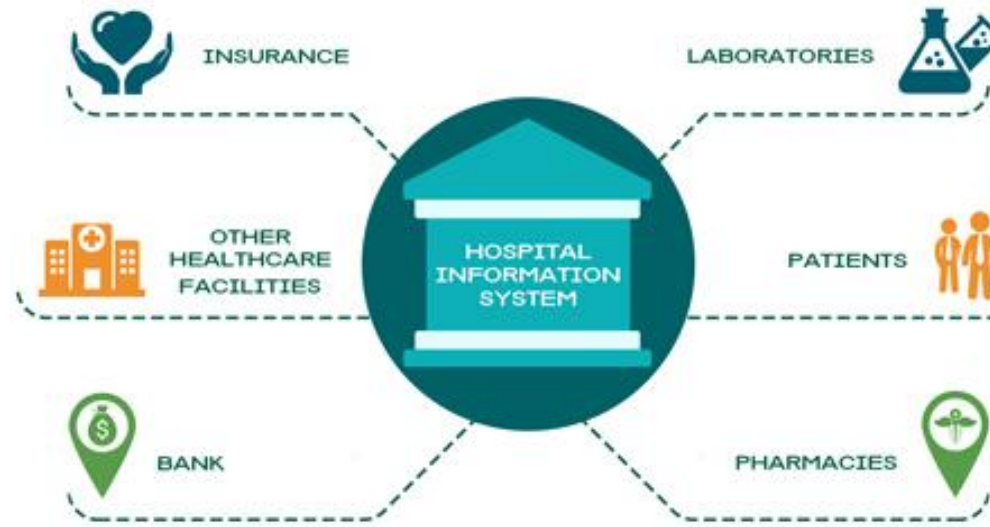 INSURANCE
LABORATORIES
OTHER
HEALTHCARE
FACILITIES
HOSPITAL
INFORMATION
SYSTEM
PATIENTS
$
BANK
PHARMACIES